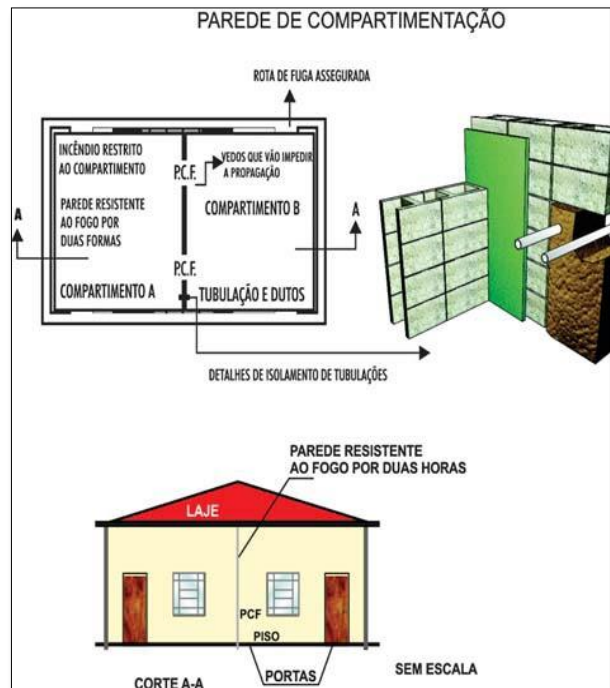 PAREDE DE COMPARTIMENTAÇÃO
ROTA DE FUGA ASSEGURADA
INCÊNDIO RESTRITO
AO COMPARTIMENTO
P.C.F.
VEDOS QUE VÃO IMPEDIR
A PROPAGAÇÃO
PAREDE RESISTENTE
AO FOGO POR
DUAS FORMAS
A
COMPARTIMENTO B
A
P.C.F.
COMPARTIMENTO A
TUBULAÇÃO E DUTOS
DETALHES DE ISOLAMENTO DE TUBULAÇÕES
PAREDE RESISTENTE
AO FOGO POR DUAS HORAS
LAJE
PCF
PISO
CORTE A-A
PORTAS
SEM ESCALA